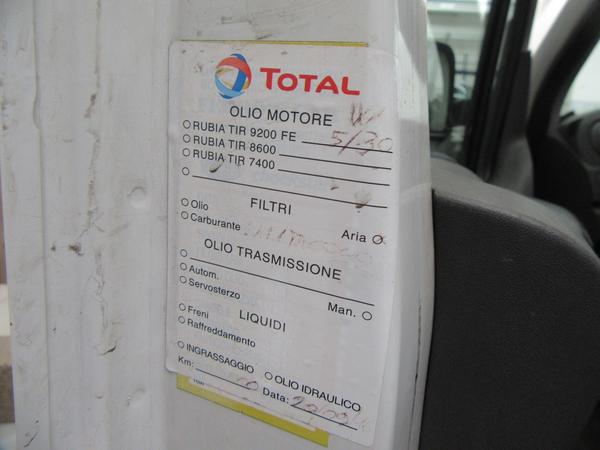 TOTAL
OLIO MOTORE W
RUBIA TIR 9200 FE 5/30
RUBIA TIR 8600
RUBIA TIR 7400
FILTRI
Olio
Carburante Aria
OLIO TRASMISSIONE
Autom. Man.
Servosterzo
LIQUIDI
Freni
Raffreddamento
INGRASSAGGIO OLIO IDRAULICO
Km: Data: